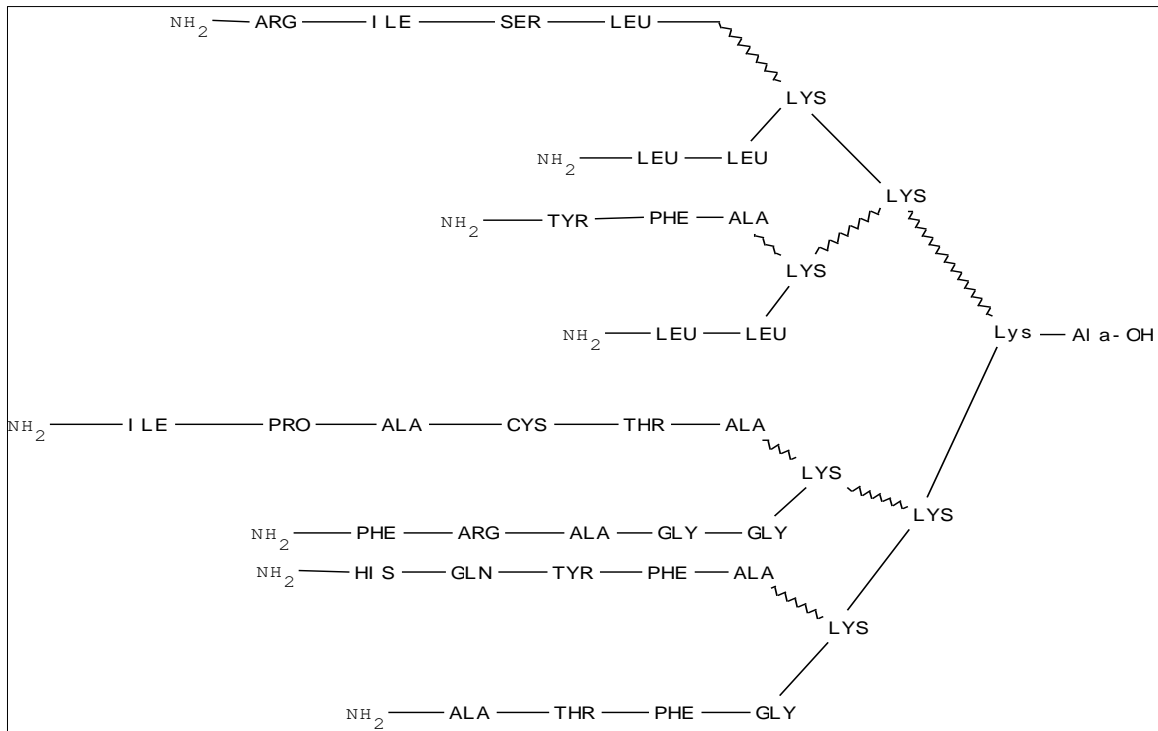 NH2 ARG ILE SER LEU
LYS
NH2 LEU LEU
LYS
NH2 TYR PHE ALA
LYS
NH2 LEU LEU
Lys Ala-OH
NH2 ILE PRO ALA CYS THR ALA
LYS
LYS
NH2 PHE ARG ALA GLY GLY
NH2 HIS GLN TYR PHE ALA
LYS
NH2 ALA THR PHE GLY